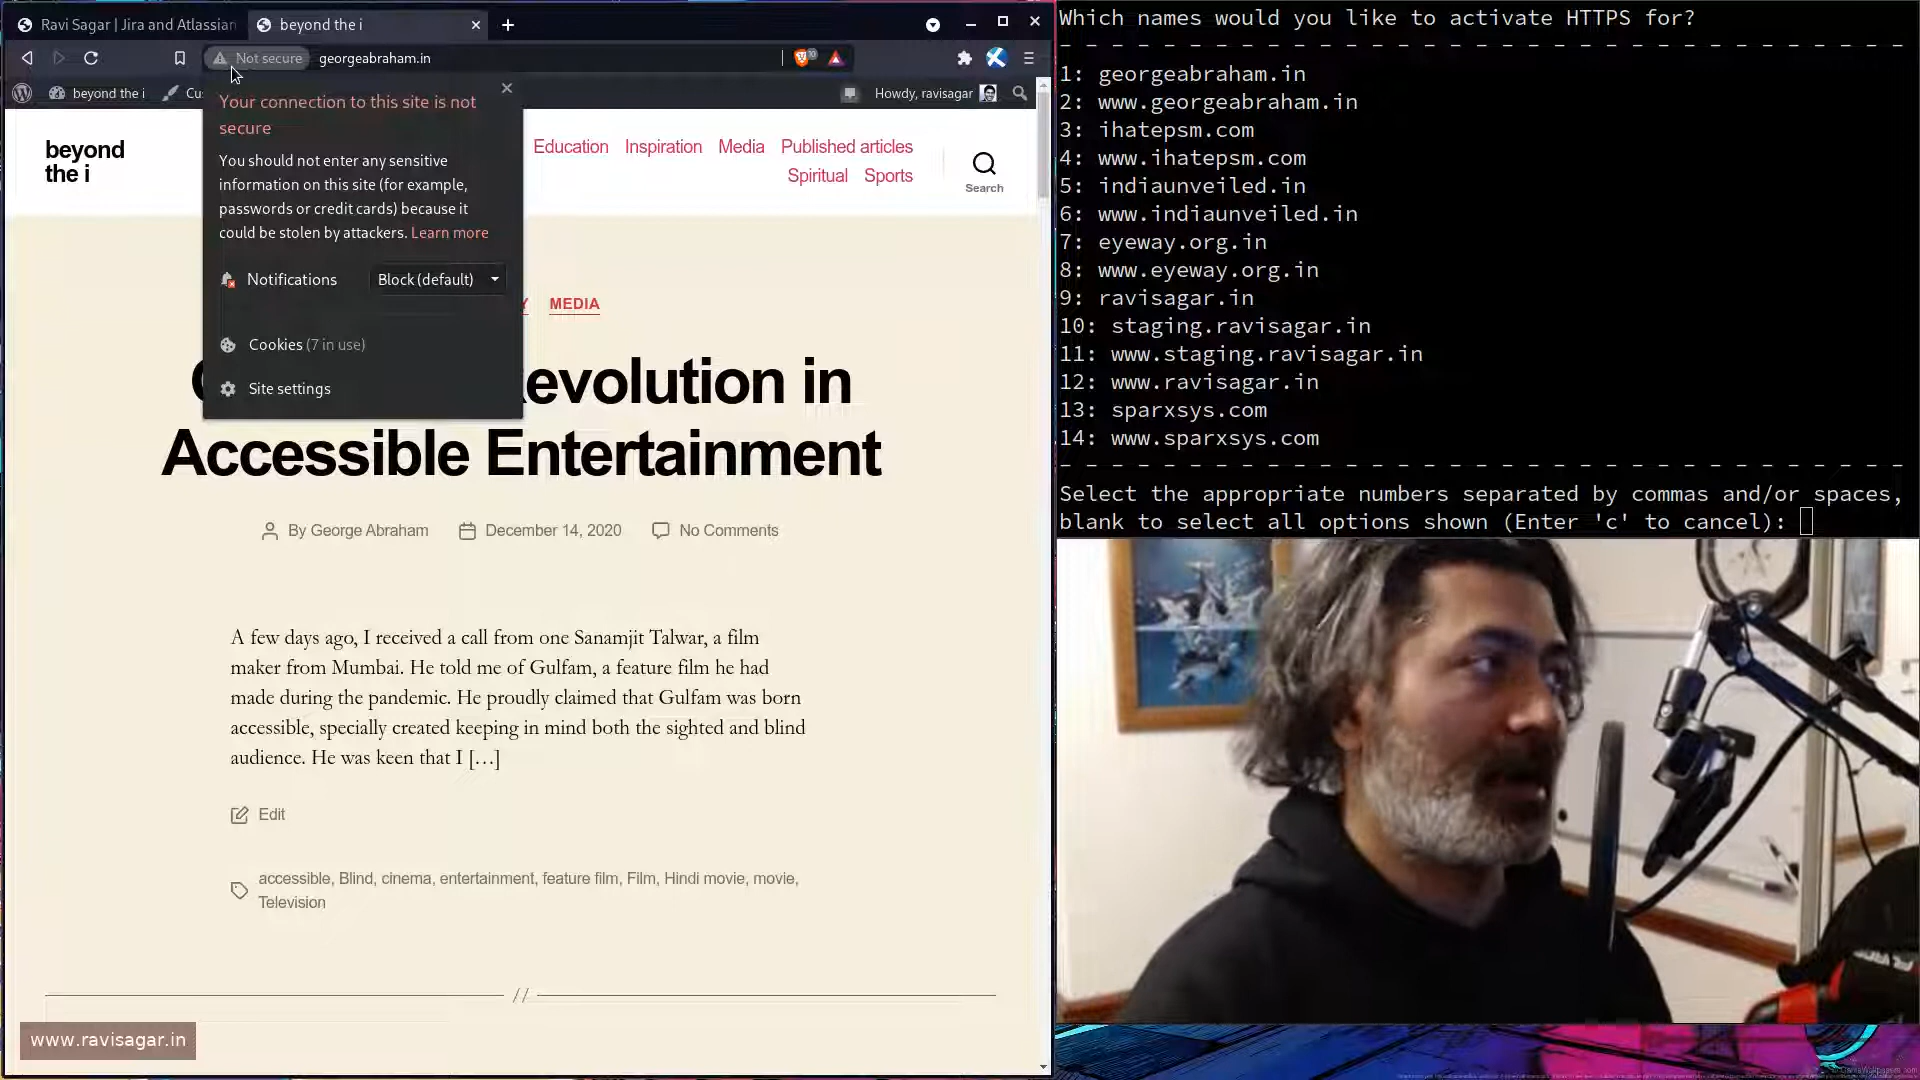 Ravi Sagar | Jira and Atlassian
beyond the i
Not secure
georgeabraham.in
beyond the i
Cu
Howdy, ravisagar
Your connection to this site is not
secure
You should not enter any sensitive
information on this site (for example,
passwords or credit cards) because it
could be stolen by attackers. Learn more
Notifications
Block (default)
Cookies (7 in use)
Site settings
beyond
the i
Education
Inspiration
Media
Published articles
Spiritual
Sports
Search
Y
MEDIA
evolution in
Accessible Entertainment
By George Abraham
December 14, 2020
No Comments
A few days ago, I received a call from one Sanamjit Talwar, a film
maker from Mumbai. He told me of Gulfam, a feature film he had
made during the pandemic. He proudly claimed that Gulfam was born
accessible, specially created keeping in mind both the sighted and blind
audience. He was keen that I […]
Edit
accessible, Blind, cinema, entertainment, feature film, Film, Hindi movie, movie,
Television
//
www.ravisagar.in
Which names would you like to activate HTTPS for?
- - - - - - - - - - - - - - - - - - - - - - - - - - - - - - - - -
1: georgeabraham.in
2: www.georgeabraham.in
3: ihatepsm.com
4: www.ihatepsm.com
5: indiaunveiled.in
6: www.indiaunveiled.in
7: eyeway.org.in
8: www.eyeway.org.in
9: ravisagar.in
10: staging.ravisagar.in
11: www.staging.ravisagar.in
12: www.ravisagar.in
13: sparxsys.com
14: www.sparxsys.com
- - - - - - - - - - - - - - - - - - - - - - - - - - - - - - - - -
Select the appropriate numbers separated by commas and/or spaces,
blank to select all options shown (Enter 'c' to cancel):